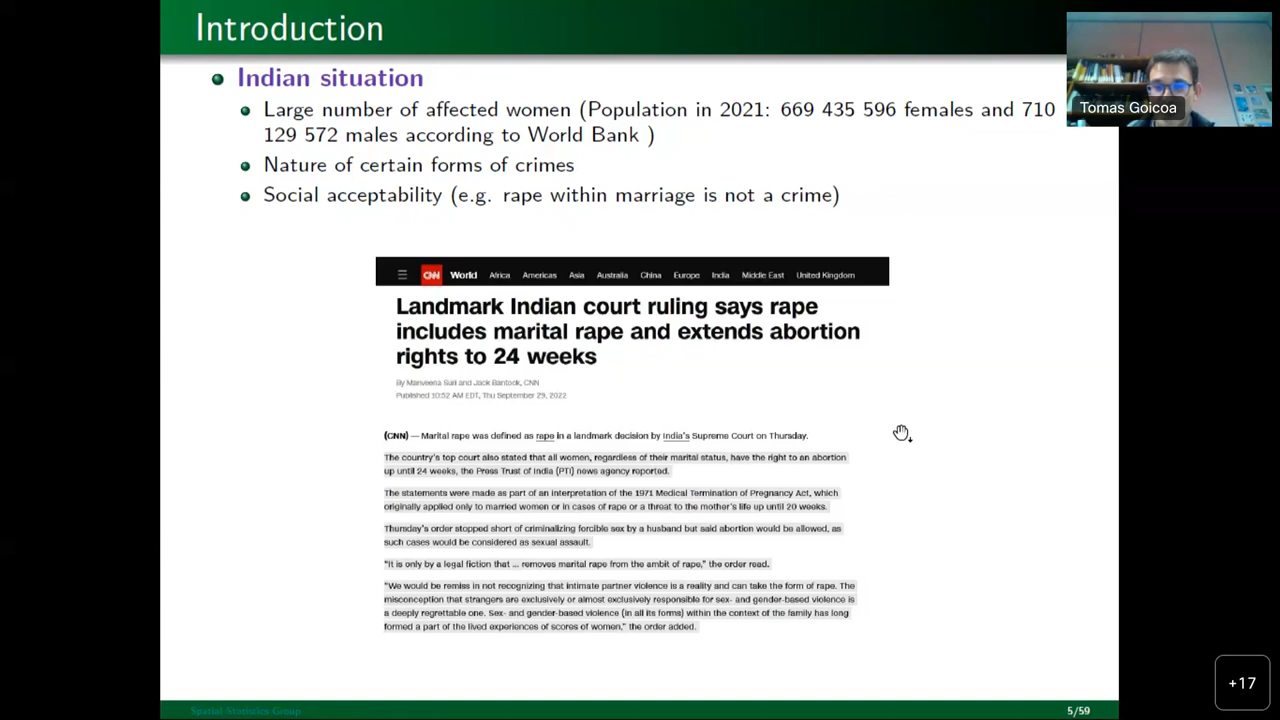 Introduction
Indian situation
Large number of affected women (Population in 2021: 669 435 596 females and 710
129 572 males according to World Bank )
Nature of certain forms of crimes
Social acceptability (e.g. rape within marriage is not a crime)
Tomas Goicoa
CNN World Africa Americas Asia Australia China Europe India Middle East United Kingdom
Landmark Indian court ruling says rape
includes marital rape and extends abortion
rights to 24 weeks
By Manveena Suri and Jack Bantock, CNN
Published 10:52 AM EDT, Thu September 29, 2022
(CNN) — Marital rape was defined as rape in a landmark decision by India's Supreme Court on Thursday.
The country's top court also stated that all women, regardless of their marital status, have the right to an abortion
up until 24 weeks, the Press Trust of India (PTI) news agency reported.
The statements were made as part of an interpretation of the 1971 Medical Termination of Pregnancy Act, which
originally applied only to married women or in cases of rape or a threat to the mother's life up until 20 weeks.
Thursday's order stopped short of criminalizing forcible sex by a husband but said abortion would be allowed, as
such cases would be considered as sexual assault.
"It is only by a legal fiction that ... removes marital rape from the ambit of rape," the order read.
"We would be remiss in not recognizing that intimate partner violence is a reality and can take the form of rape. The
misconception that strangers are exclusively or almost exclusively responsible for sex- and gender-based violence is
a deeply regrettable one. Sex- and gender-based violence (in all its forms) within the context of the family has long
formed a part of the lived experiences of scores of women," the order added.
+17
Spatial Statistics Group
5/59